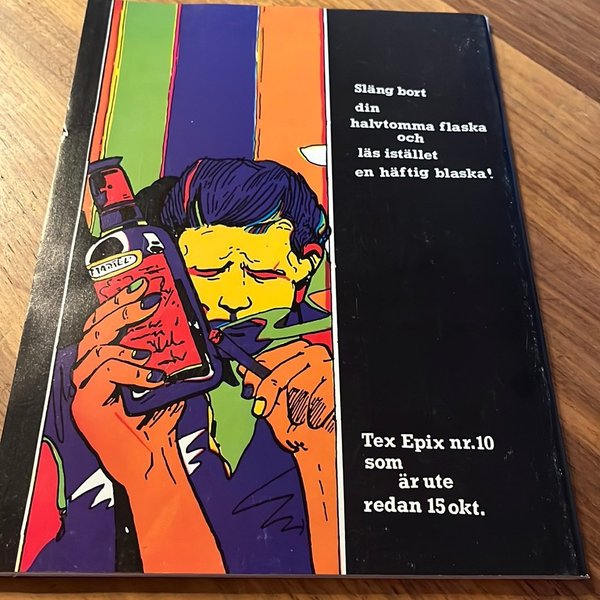 Släng bort
din
halvtomma flaska
och
läs istället
en häftig blaska!
MARTELL
Tex Epix nr.10
som
är ute
redan 15 okt.